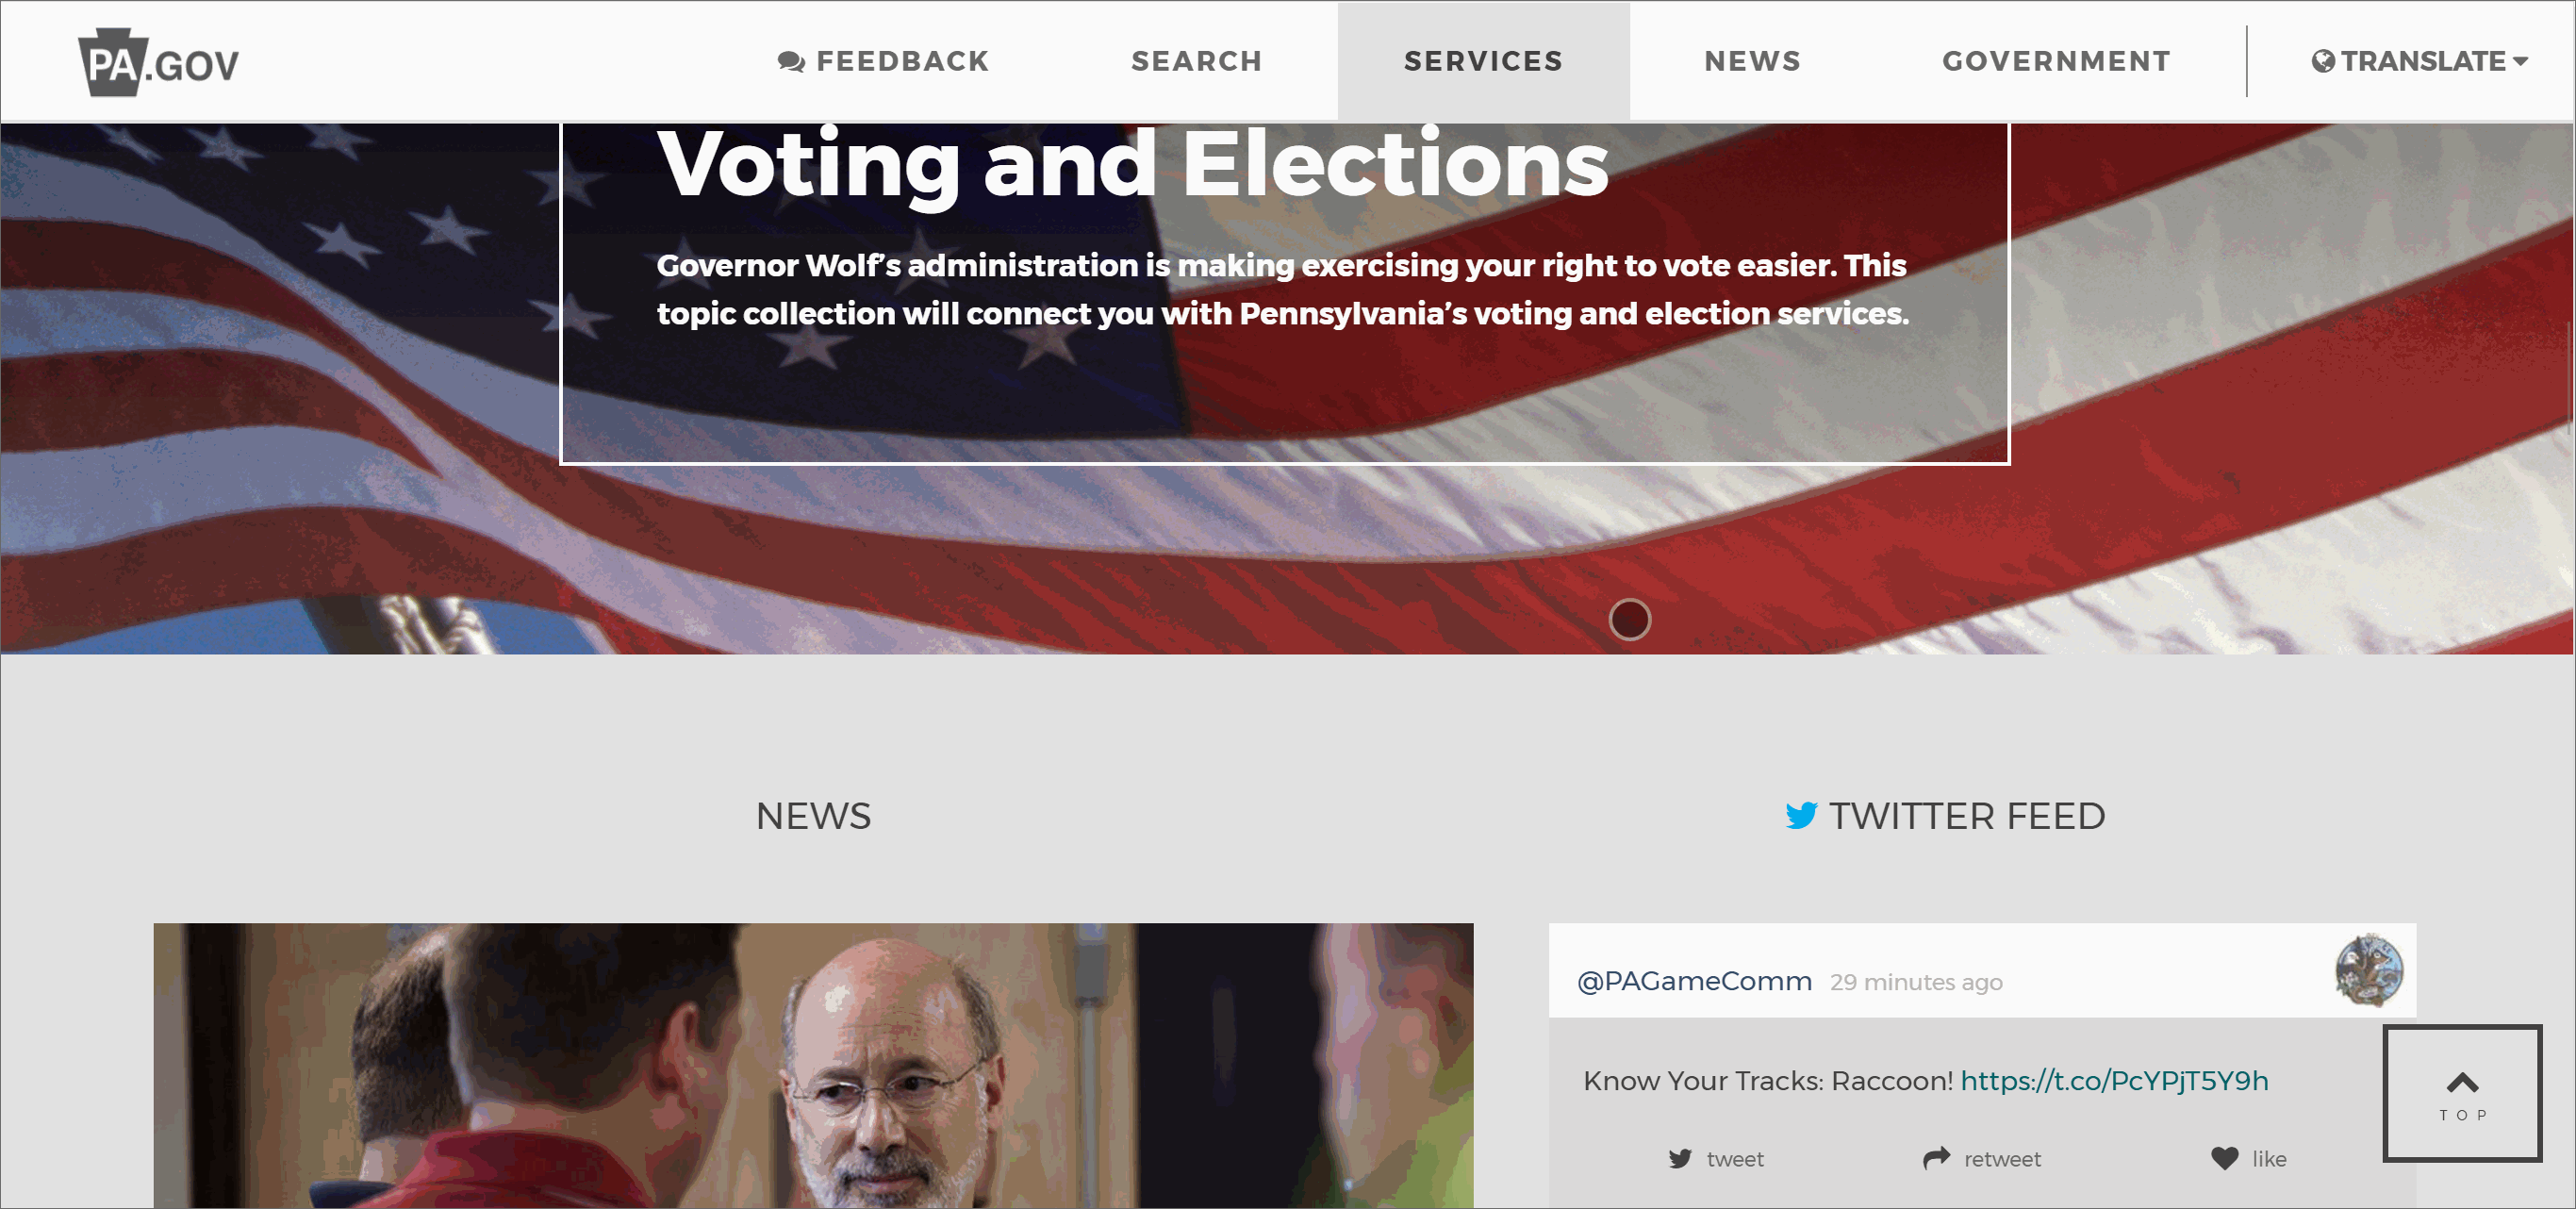 PA.GOV
FEEDBACK
SEARCH
SERVICES
NEWS
GOVERNMENT
TRANSLATE
Voting and Elections
Governor Wolf’s administration is making exercising your right to vote easier. This
topic collection will connect you with Pennsylvania’s voting and election services.
NEWS
TWITTER FEED
@PAGameComm 29 minutes ago
Know Your Tracks: Raccoon! https://t.co/PcYPjT5Y9h
tweet
retweet
like
TOP